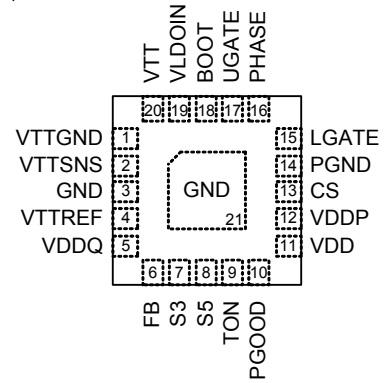 VTT
VLDOIN
BOOT
UGATE
PHASE
20 19 18 17 16
VTTGND 1
VTTSNS 2
GND 3
VTTREF 4
VDDQ 5
GND
21
15 LGATE
14 PGND
13 CS
12 VDDP
11 VDD
6 7 8 9 10
FB
S3
S5
TON
PGOOD